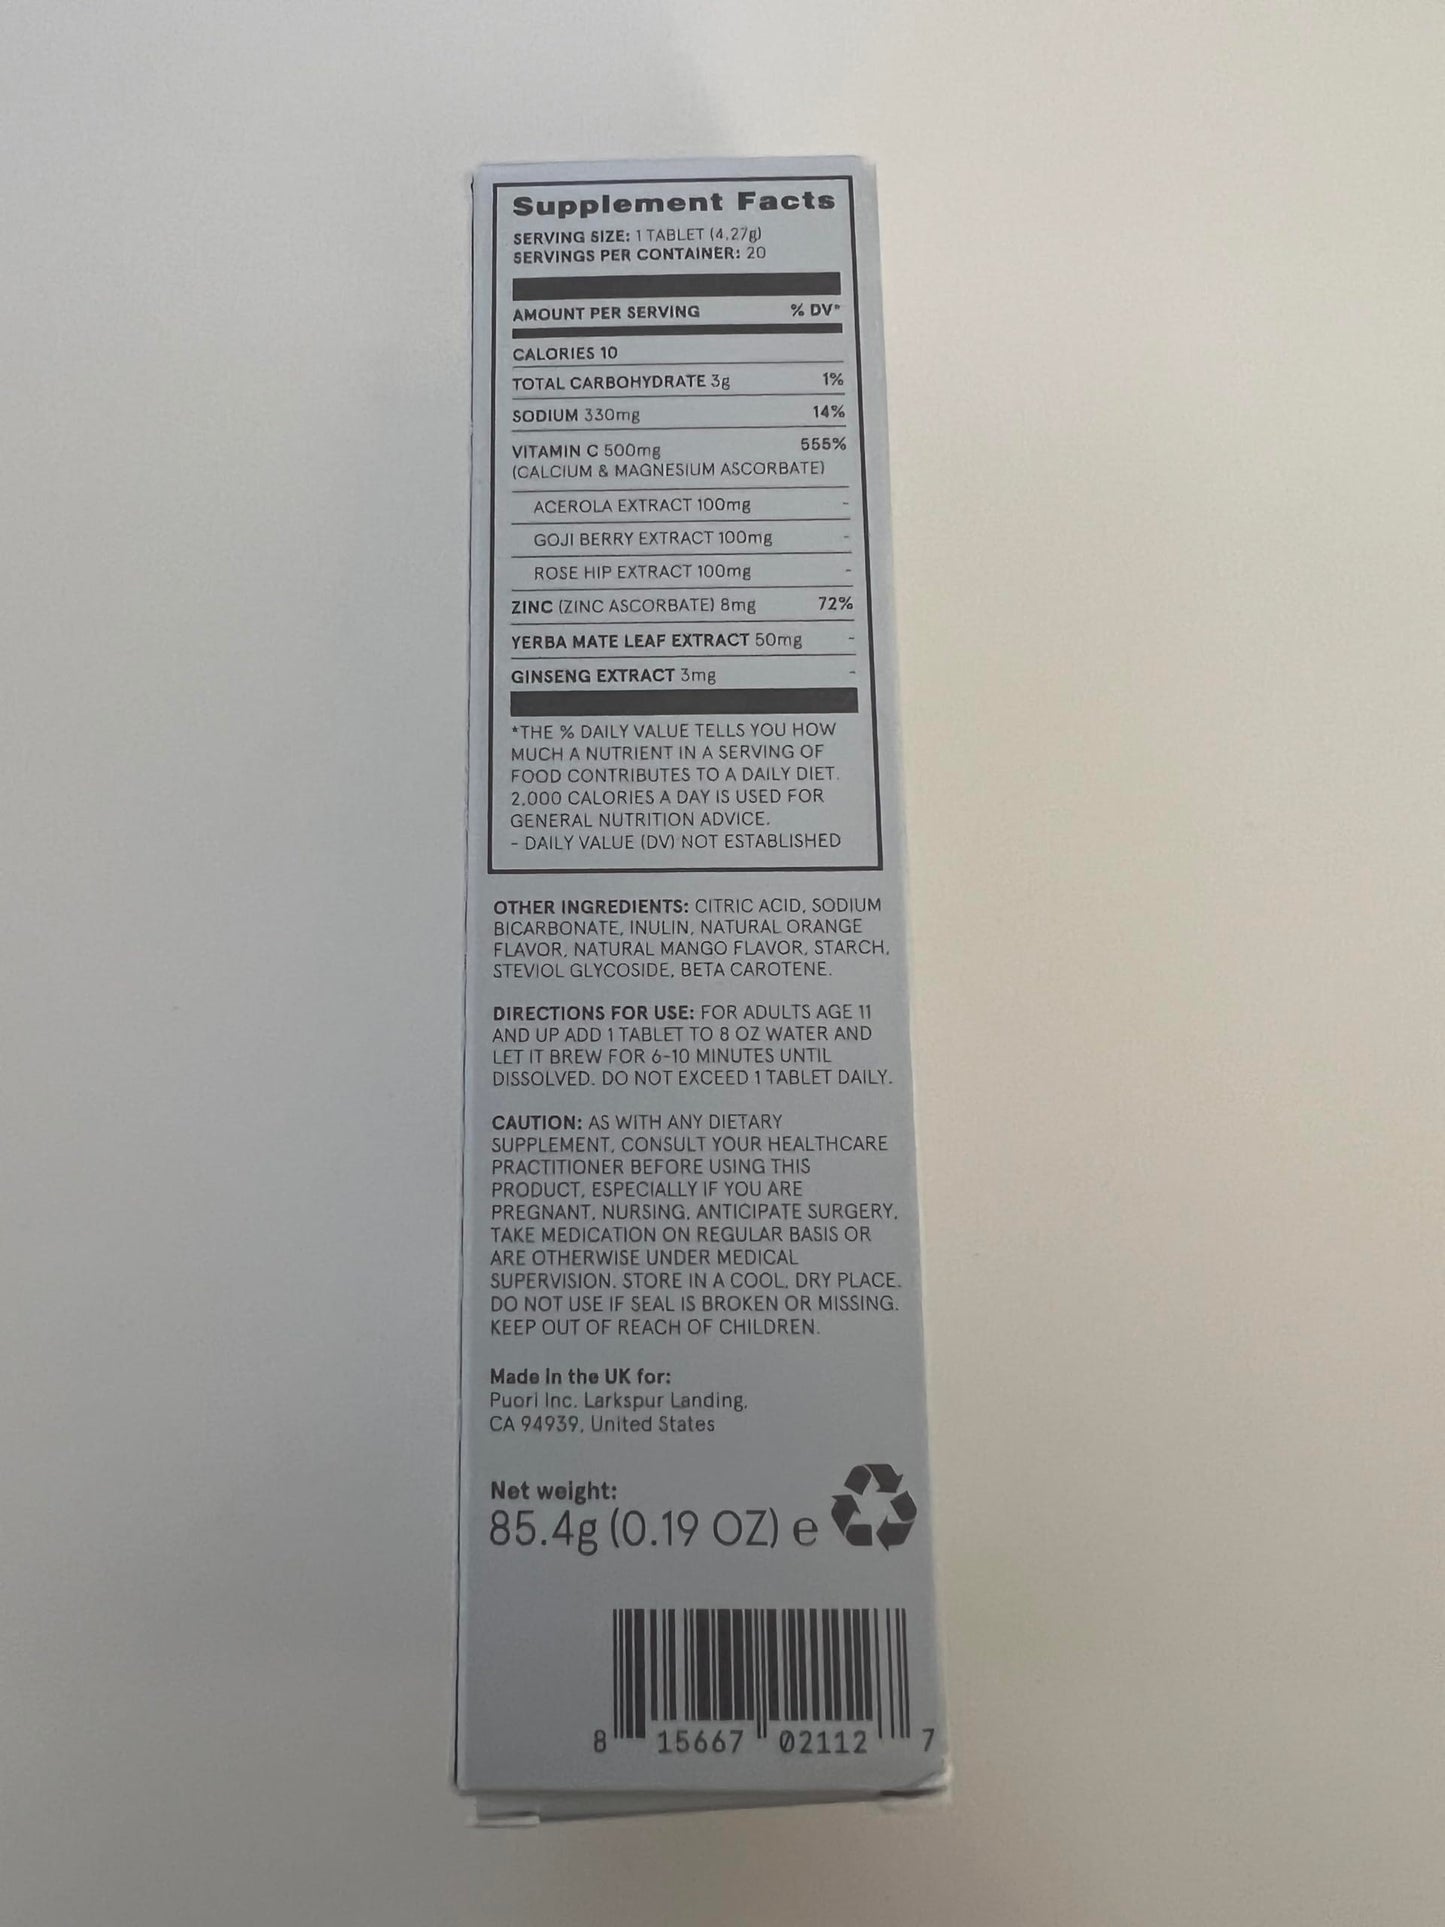 Supplement Facts
SERVING SIZE: 1 TABLET (4,27g)
SERVINGS PER CONTAINER: 20
AMOUNT PER SERVING % DV*
CALORIES 10
TOTAL CARBOHYDRATE 3g 1%
SODIUM 330mg 14%
VITAMIN C 500mg 555%
(CALCIUM & MAGNESIUM ASCORBATE)
ACEROLA EXTRACT 100mg -
GOJI BERRY EXTRACT 100mg -
ROSE HIP EXTRACT 100mg -
ZINC (ZINC ASCORBATE) 8mg 72%
YERBA MATE LEAF EXTRACT 50mg -
GINSENG EXTRACT 3mg -
*THE % DAILY VALUE TELLS YOU HOW
MUCH A NUTRIENT IN A SERVING OF
FOOD CONTRIBUTES TO A DAILY DIET.
2.000 CALORIES A DAY IS USED FOR
GENERAL NUTRITION ADVICE.
- DAILY VALUE (DV) NOT ESTABLISHED
OTHER INGREDIENTS: CITRIC ACID, SODIUM
BICARBONATE, INULIN, NATURAL ORANGE
FLAVOR, NATURAL MANGO FLAVOR, STARCH,
STEVIOL GLYCOSIDE, BETA CAROTENE.
DIRECTIONS FOR USE: FOR ADULTS AGE 11
AND UP ADD 1 TABLET TO 8 OZ WATER AND
LET IT BREW FOR 6-10 MINUTES UNTIL
DISSOLVED. DO NOT EXCEED 1 TABLET DAILY.
CAUTION: AS WITH ANY DIETARY
SUPPLEMENT, CONSULT YOUR HEALTHCARE
PRACTITIONER BEFORE USING THIS
PRODUCT, ESPECIALLY IF YOU ARE
PREGNANT, NURSING, ANTICIPATE SURGERY,
TAKE MEDICATION ON REGULAR BASIS OR
ARE OTHERWISE UNDER MEDICAL
SUPERVISION. STORE IN A COOL, DRY PLACE.
DO NOT USE IF SEAL IS BROKEN OR MISSING.
KEEP OUT OF REACH OF CHILDREN.
Made in the UK for:
Puori Inc. Larkspur Landing,
CA 94939, United States
Net weight:
85.4g (0.19 OZ) e
8 15667 02112 7